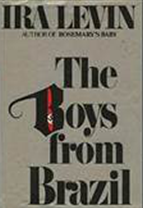 IRA LEVIN
AUTHOR OF ROSEMARY'S BABY
The
Boys
from
Brazil